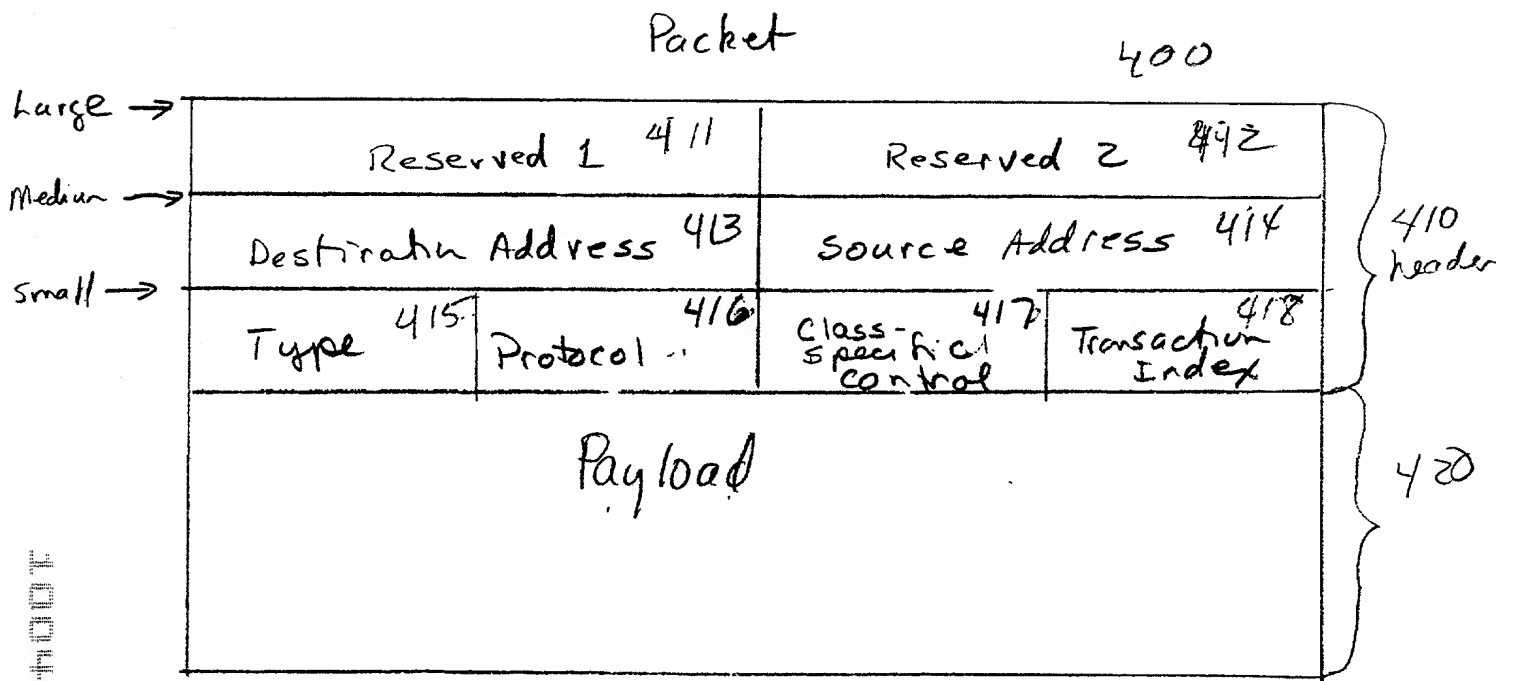 Packet
400
Large →
Reserved 1 411
Reserved 2 412
Medium →
Destination Address 413
Source Address 414
410
header
Small →
Type 415
Protocol 416
Class-
specific
control
417
Transaction
Index
418
Payload
420